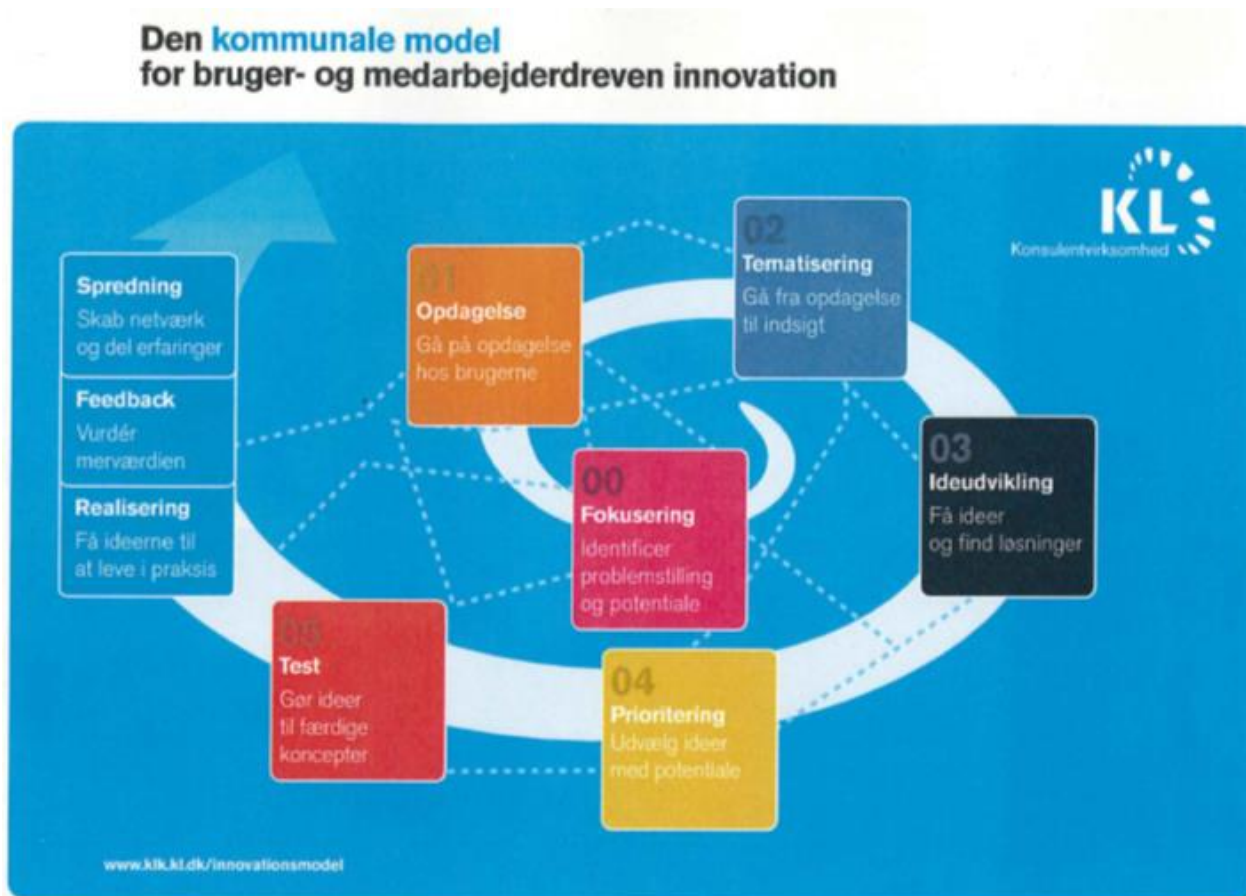 Den kommunale model
for bruger- og medarbejderdreven innovation
KL
Konsulentvirksomhed
Spredning
Skab netværk
og del erfaringer
Feedback
Vurdér
merværdien
Realisering
Få ideerne til
at leve i praksis
01
Opdagelse
Gå på opdagelse
hos brugerne
02
Tematisering
Gå fra opdagelse
til indsigt
00
Fokusering
Identificer
problemstilling
og potentiale
03
Ideudvikling
Få ideer
og find løsninger
04
Prioritering
Udvælg ideer
med potentiale
05
Test
Gør ideer
til færdige
koncepter
www.klk.kl.dk/innovationsmodel